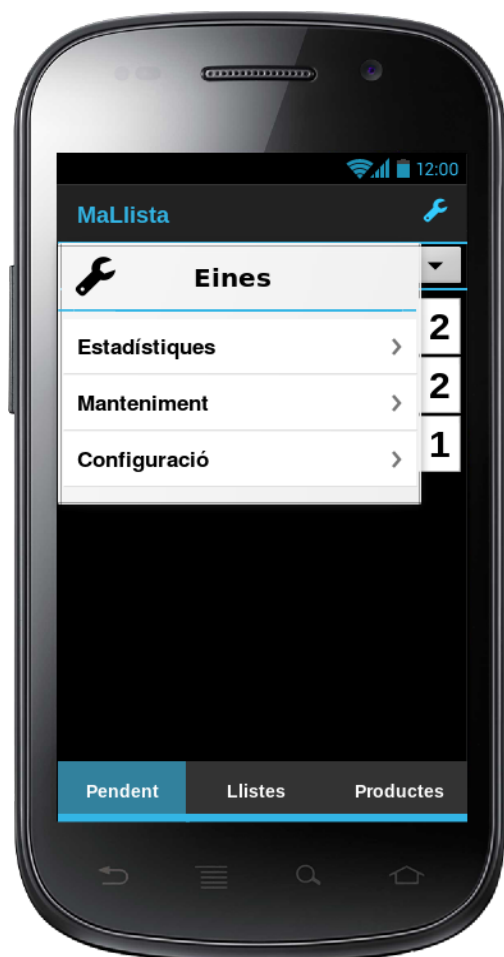 12:00
MaLlista
Eines
Estadístiques
2
Manteniment
2
Configuració
1
Pendent Llistes Productes